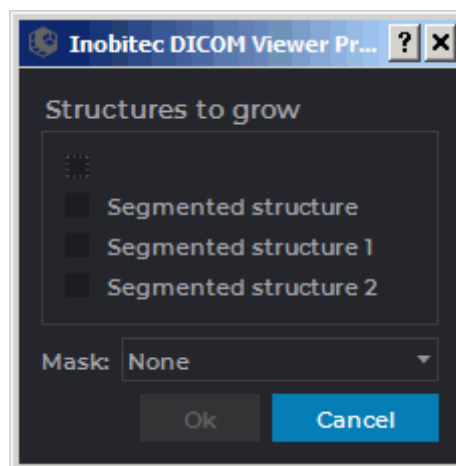 Inobitec DICOM Viewer Pr... ?
Structures to grow
Segmented structure
Segmented structure 1
Segmented structure 2
Mask: None
Ok Cancel